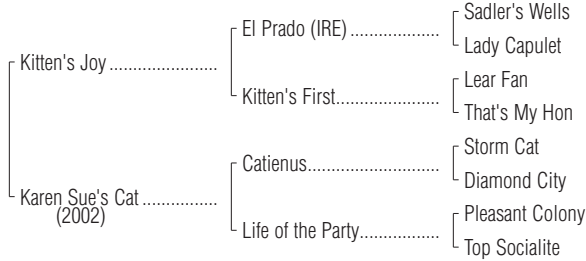 Sadler's Wells
El Prado (IRE) ....................
Lady Capulet
Kitten's Joy ........................
Lear Fan
Kitten's First.......................
That's My Hon
Storm Cat
Catienus.............................
Diamond City
Karen Sue's Cat .................
(2002)
Pleasant Colony
Life of the Party..................
Top Socialite